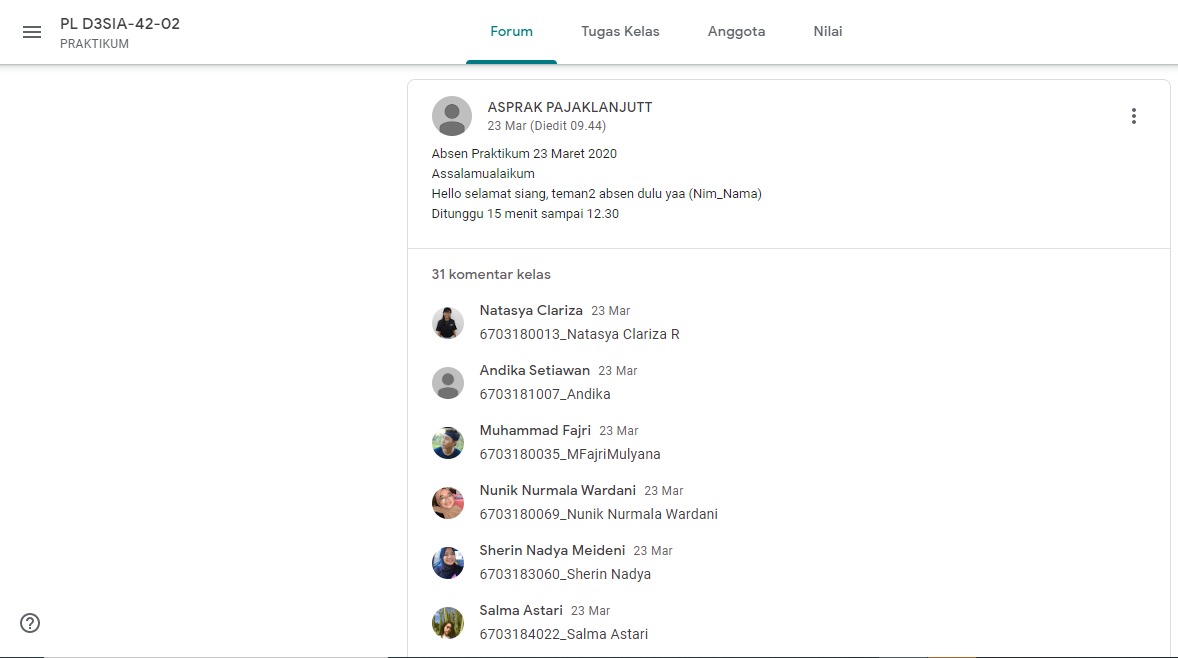 PL D3SIA-42-02
PRAKTIKUM
Forum
Tugas Kelas
Anggota
Nilai
ASPRAK PAJAKLANJUTT
23 Mar (Diedit 09.44)
Absen Praktikum 23 Maret 2020
Assalamualaikum
Hello selamat siang, teman2 absen dulu yaa (Nim_Nama)
Ditunggu 15 menit sampai 12.30
31 komentar kelas
Natasya Clariza 23 Mar
6703180013_Natasya Clariza R
Andika Setiawan 23 Mar
6703181007_Andika
Muhammad Fajri 23 Mar
6703180035_MFajriMulyana
Nunik Nurmala Wardani 23 Mar
6703180069_Nunik Nurmala Wardani
Sherin Nadya Meideni 23 Mar
6703183060_Sherin Nadya
Salma Astari 23 Mar
6703184022_Salma Astari